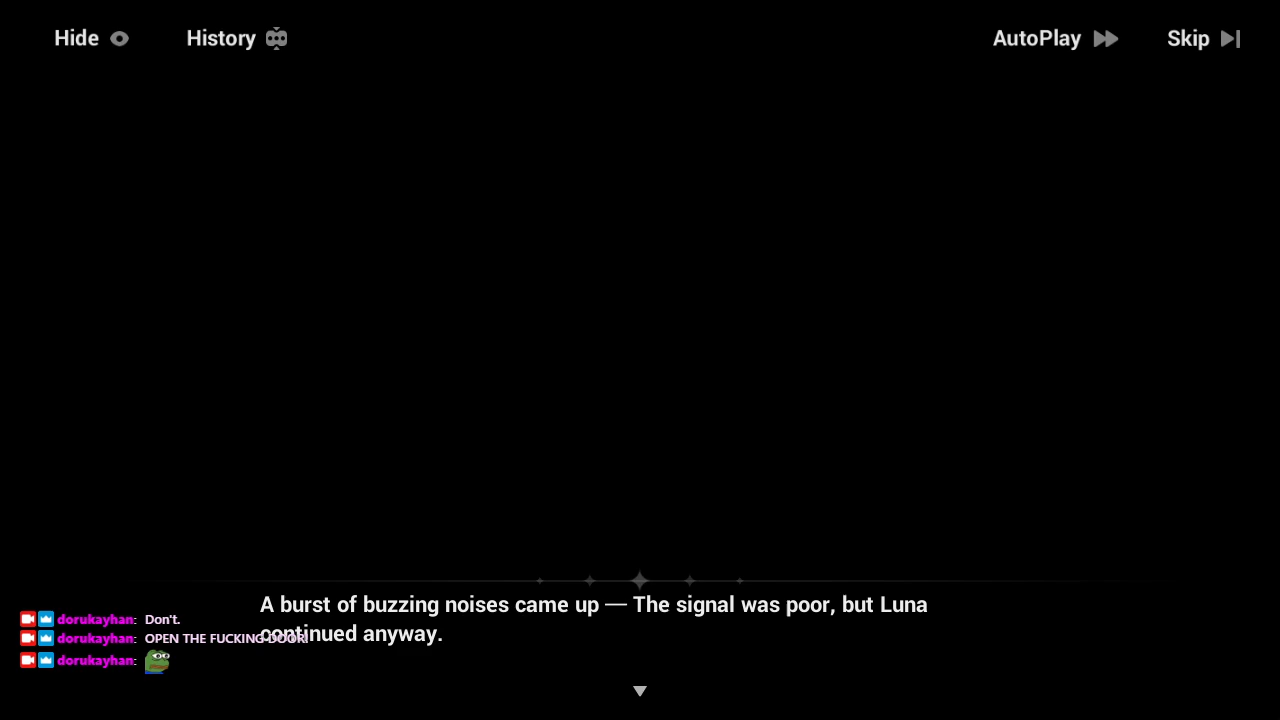 Hide
History
AutoPlay
Skip
A burst of buzzing noises came up — The signal was poor, but Luna
continued anyway.
dorukayhan: Don't.
dorukayhan: OPEN THE FUCKING DOOR!
dorukayhan: